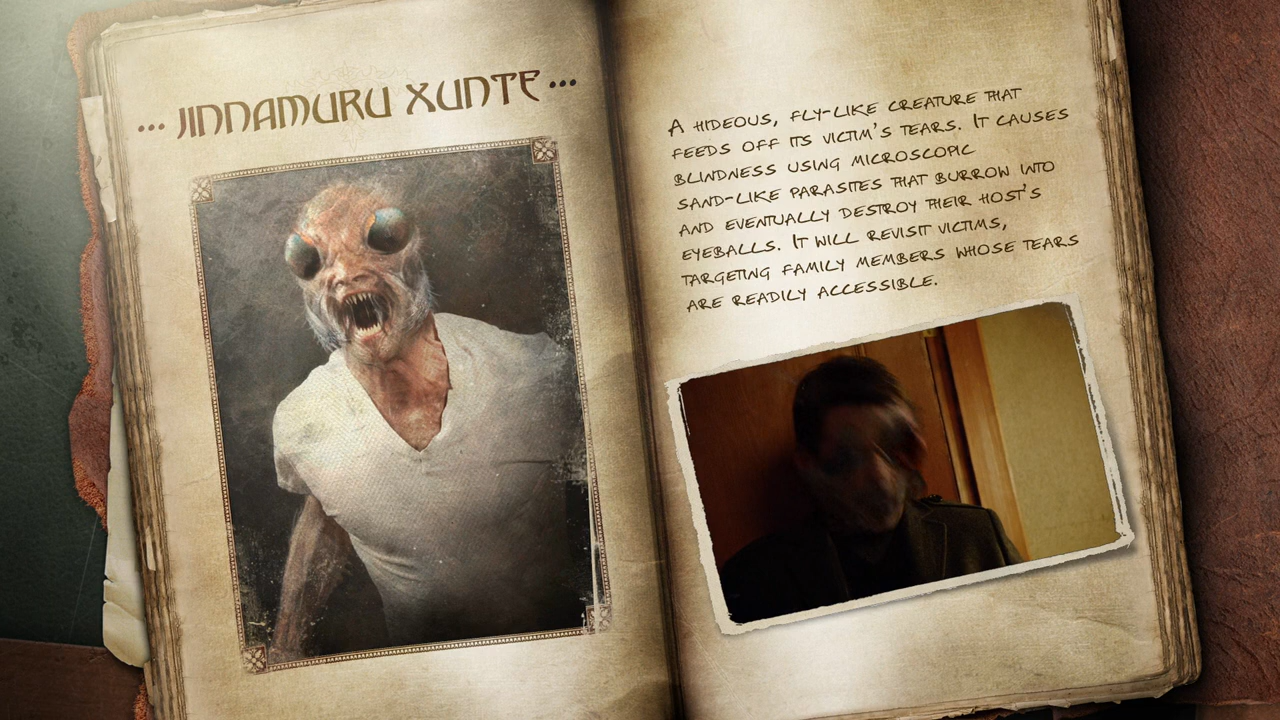 ... JINNAMURU XUNTE ...
A HIDEOUS, FLY-LIKE CREATURE THAT
FEEDS OFF ITS VICTIM'S TEARS. IT CAUSES
BLINDNESS USING MICROSCOPIC
SAND-LIKE PARASITES THAT BURROW INTO
AND EVENTUALLY DESTROY THEIR HOST'S
EYEBALLS. IT WILL REVISIT VICTIMS,
TARGETING FAMILY MEMBERS WHOSE TEARS
ARE READILY ACCESSIBLE.